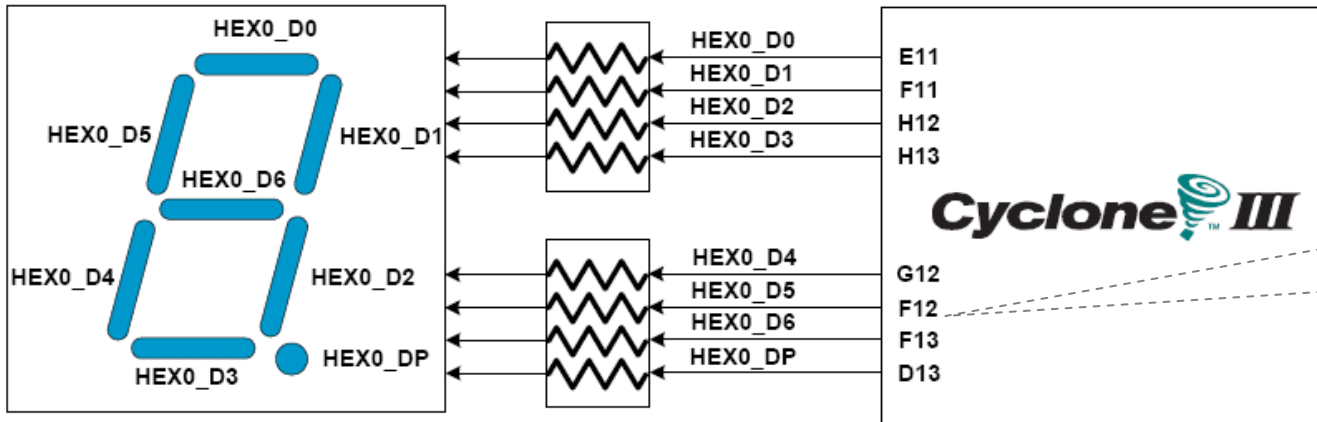 HEX0_D0
HEX0_D5
HEX0_D1
HEX0_D6
HEX0_D4
HEX0_D2
HEX0_D3
HEX0_DP
HEX0_D0
HEX0_D1
HEX0_D2
HEX0_D3
HEX0_D4
HEX0_D5
HEX0_D6
HEX0_DP
E11
F11
H12
H13
Cyclone™ III
G12
F12
F13
D13